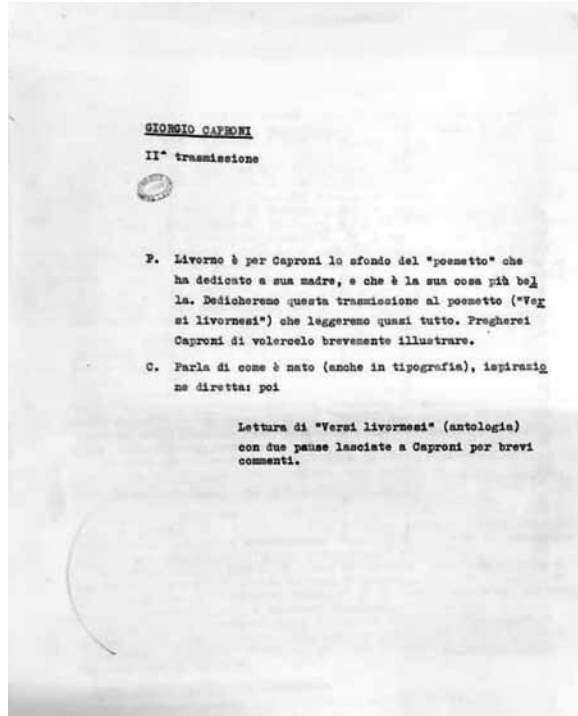 GIORGIO CAPRONI
IIª trasmissione
P. Livorno è per Caproni lo sfondo del "poemetto" che
ha dedicato a sua madre, e che è la sua cosa più bel
la. Dedicheremo questa trasmissione al poemetto ("Ver
si livornesi") che leggeremo quasi tutto. Pregherei
Caproni di volercelo brevemente illustrare.
C. Parla di come è nato (anche in tipografia), ispirazio
ne diretta: poi
Lettura di "Versi livornesi" (antologia)
con due pause lasciate a Caproni per brevi
commenti.